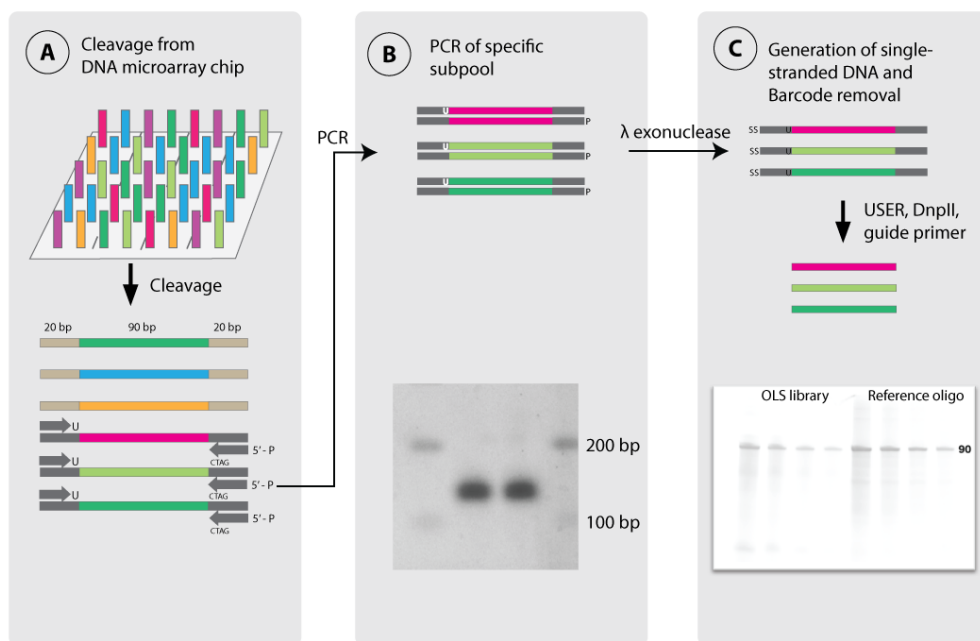 A
Cleavage from
DNA microarray chip
Cleavage
20 bp 90 bp 20 bp
U
5'- P
CTAG
U
5'- P
CTAG
U
5'- P
CTAG
PCR
B
PCR of specific
subpool
U
P
U
P
U
P
200 bp
100 bp
λ exonuclease
C
Generation of single-
stranded DNA and
Barcode removal
SS U
SS U
SS U
USER, DnpII,
guide primer
OLS library Reference oligo
90